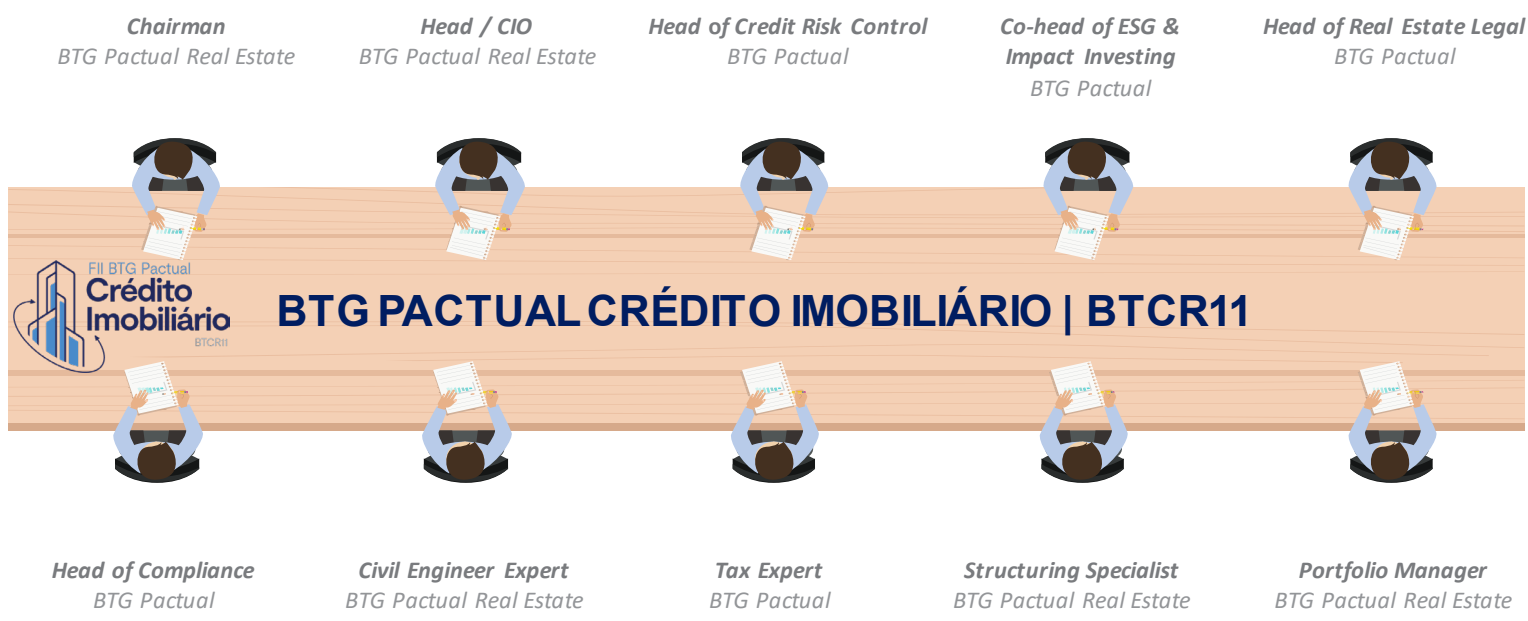 Chairman
BTG Pactual Real Estate
Head / CIO
BTG Pactual Real Estate
Head of Credit Risk Control
BTG Pactual
Co-head of ESG &
Impact Investing
BTG Pactual
Head of Real Estate Legal
BTG Pactual
FII BTG Pactual
Crédito
Imobiliário
BTCR11
BTG PACTUAL CRÉDITO IMOBILIÁRIO | BTCR11
Head of Compliance
BTG Pactual
Civil Engineer Expert
BTG Pactual Real Estate
Tax Expert
BTG Pactual
Structuring Specialist
BTG Pactual Real Estate
Portfolio Manager
BTG Pactual Real Estate